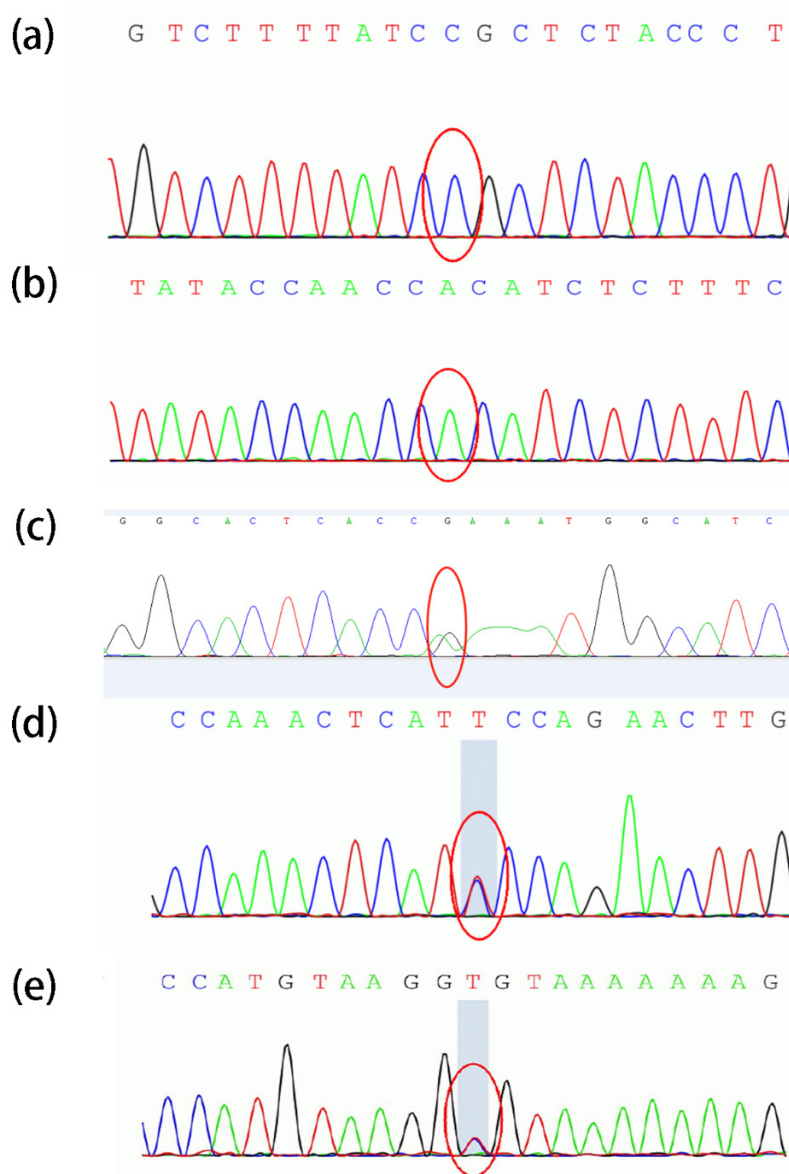 (a)
G T C T T T T A T C C G C T C T A C C C T
(b)
T A T A C C A A C C A C A T C T C T T T C
(c)
G G C A C T C A C C G A A A T G G C A T C
(d)
C C A A A C T C A T T C C A G A A C T T G
(e)
C C A T G T A A G G T G T A A A A A A A G